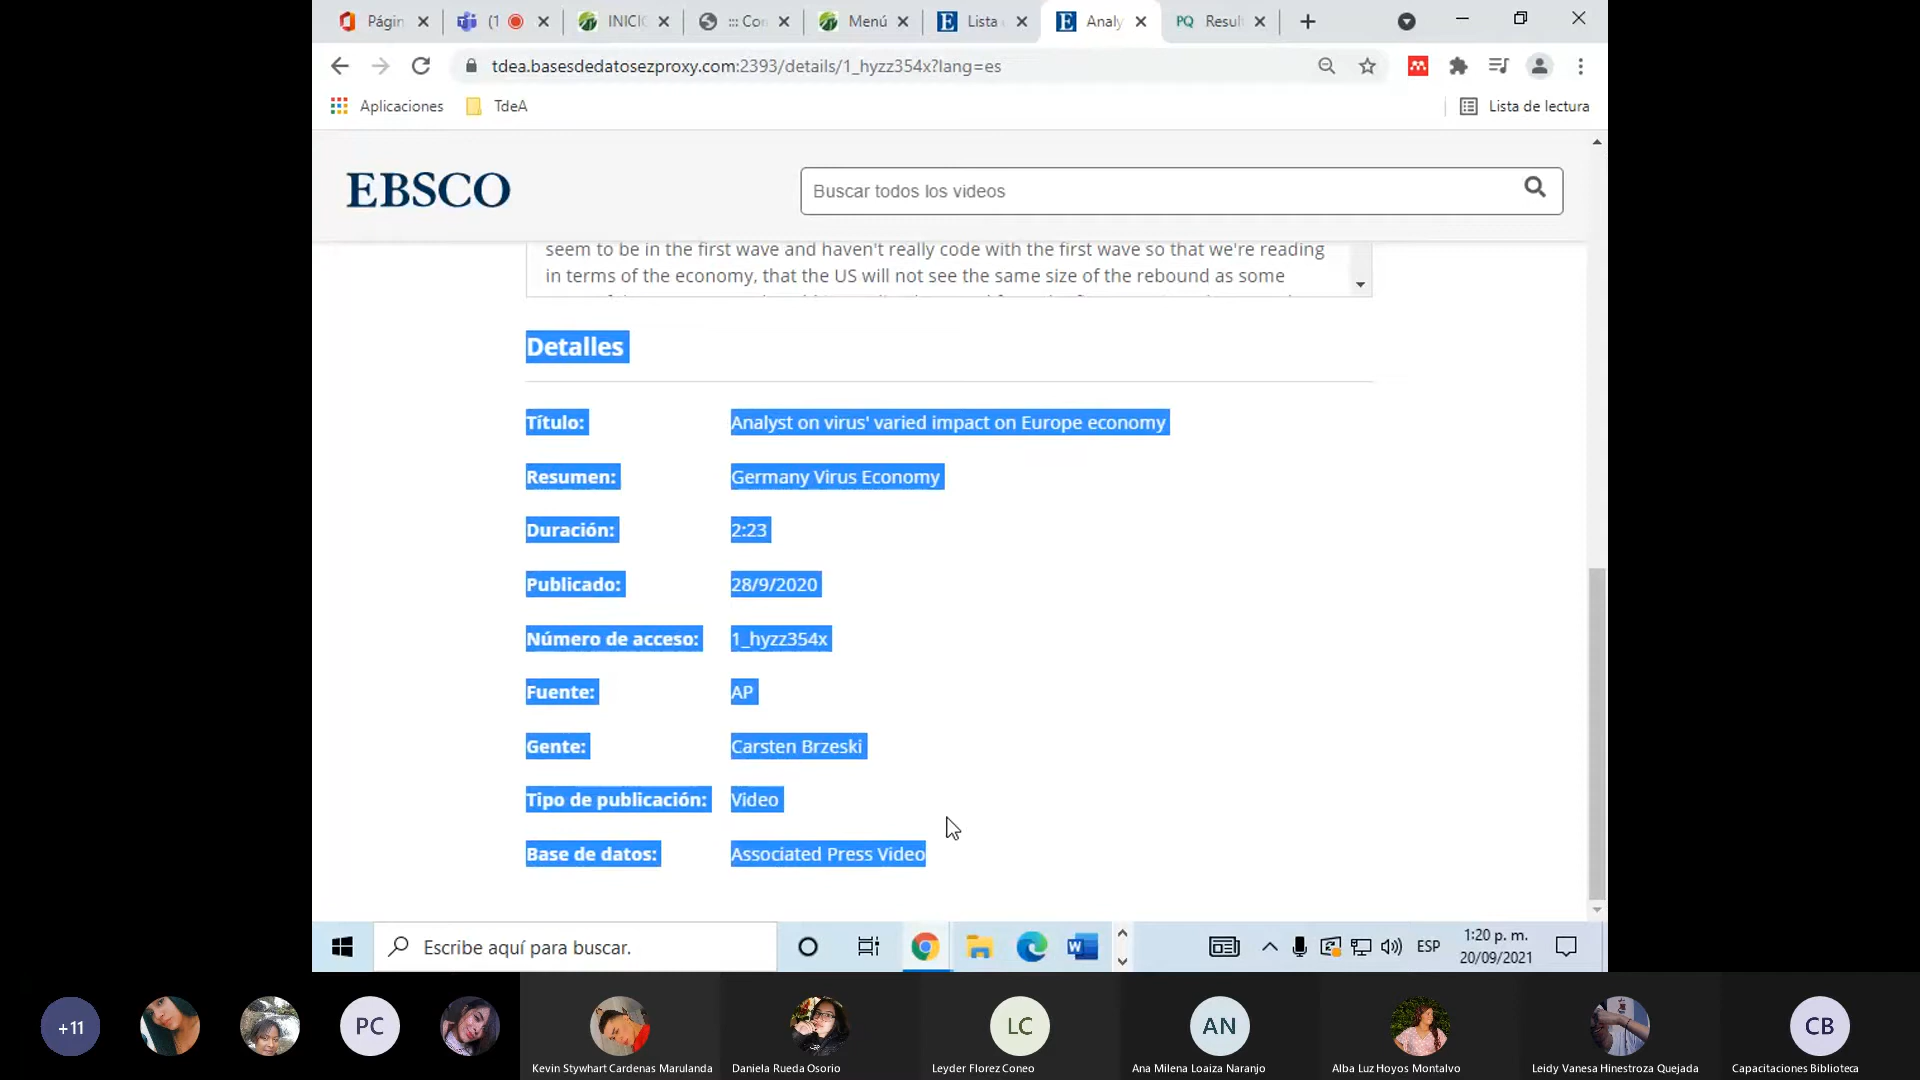 Págin
(1
INICIO
::: Con
Menú
Lista
Analy
PQ
Result
tdea.basesdedatosezproxy.com:2393/details/1_hyzz354x?lang=es
Aplicaciones
TdeA
Lista de lectura
EBSCO
Buscar todos los videos
seem to be in the first wave and haven't really code with the first wave so that we're reading
in terms of the economy, that the US will not see the same size of the rebound as some
Detalles
Título: Analyst on virus' varied impact on Europe economy
Resumen: Germany Virus Economy
Duración: 2:23
Publicado: 28/9/2020
Número de acceso: 1_hyzz354x
Fuente: AP
Gente: Carsten Brzeski
Tipo de publicación: Video
Base de datos: Associated Press Video
Escribe aquí para buscar.
ESP
1:20 p. m.
20/09/2021
+11
PC
LC
AN
CB
Kevin Stywhart Cardenas Marulanda
Daniela Rueda Osorio
Leyder Florez Coneo
Ana Milena Loaiza Naranjo
Alba Luz Hoyos Montalvo
Leidy Vanesa Hinestroza Quejada
Capacitaciones Biblioteca